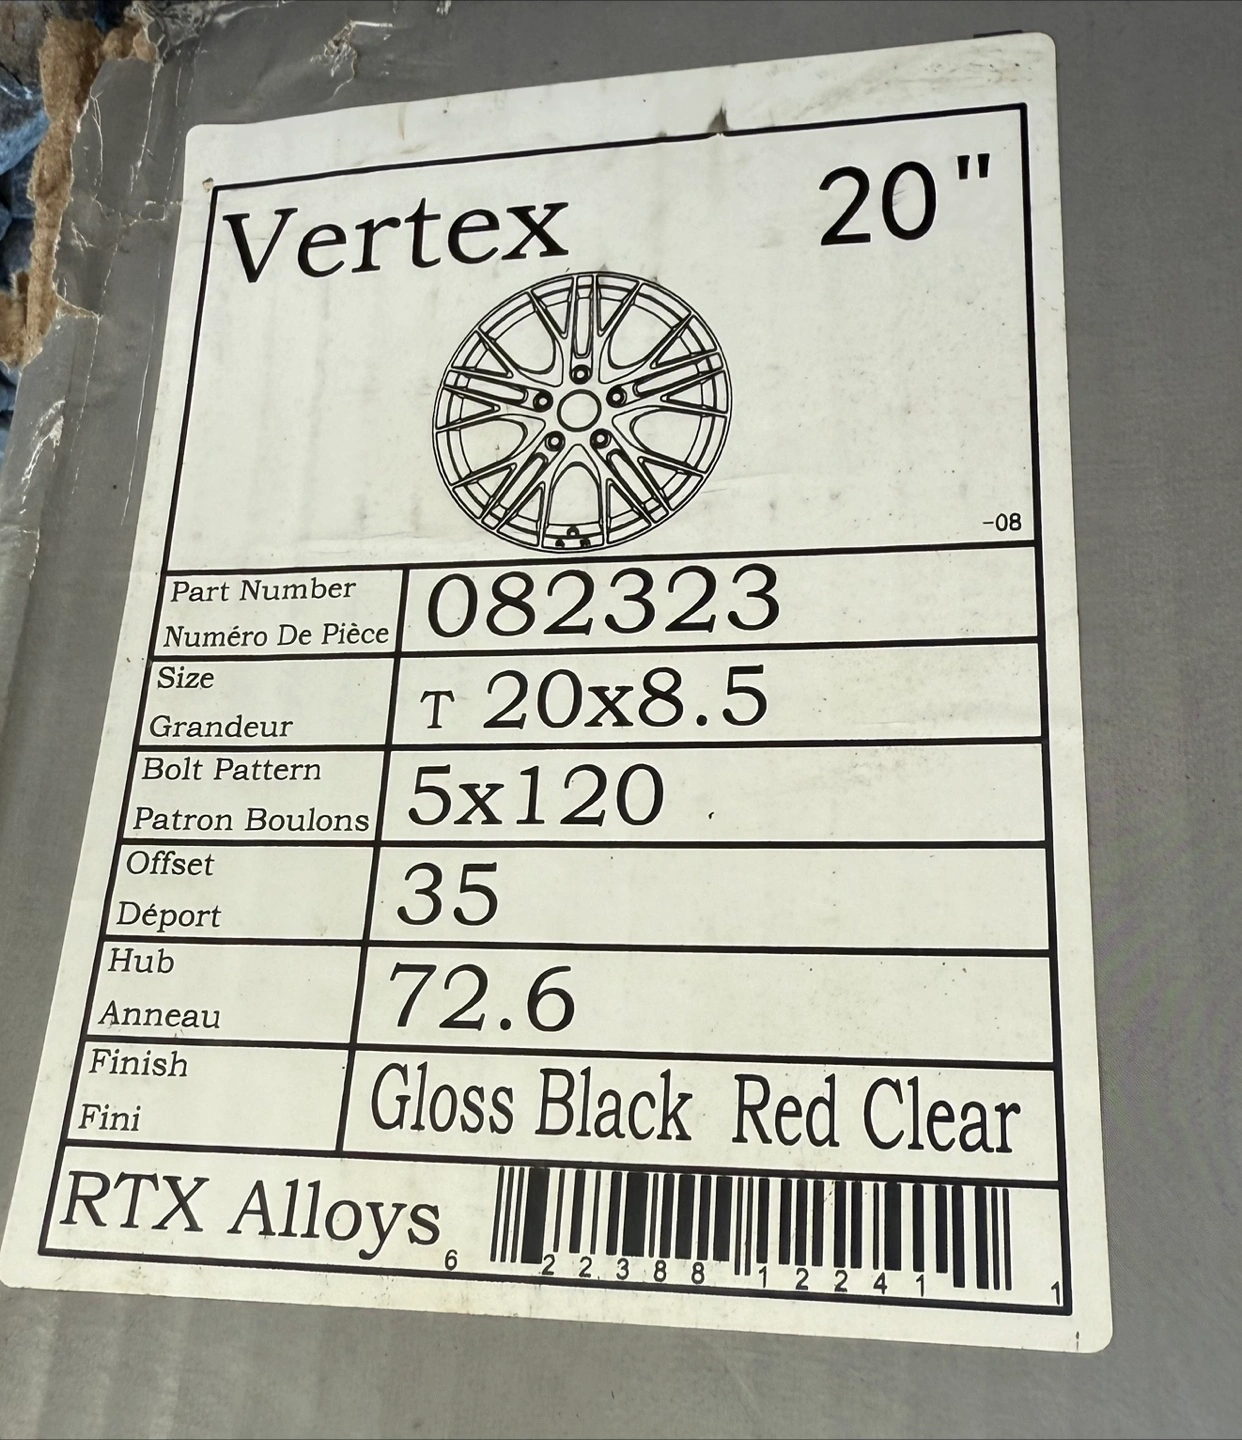 Vertex 20"
-08
Part Number
Numéro De Pièce
082323
Size
Grandeur
T 20x8.5
Bolt Pattern
Patron Boulons
5x120
Offset
Déport
35
Hub
Anneau
72.6
Finish
Fini
Gloss Black Red Clear
RTX Alloys
6 22388 12241 1